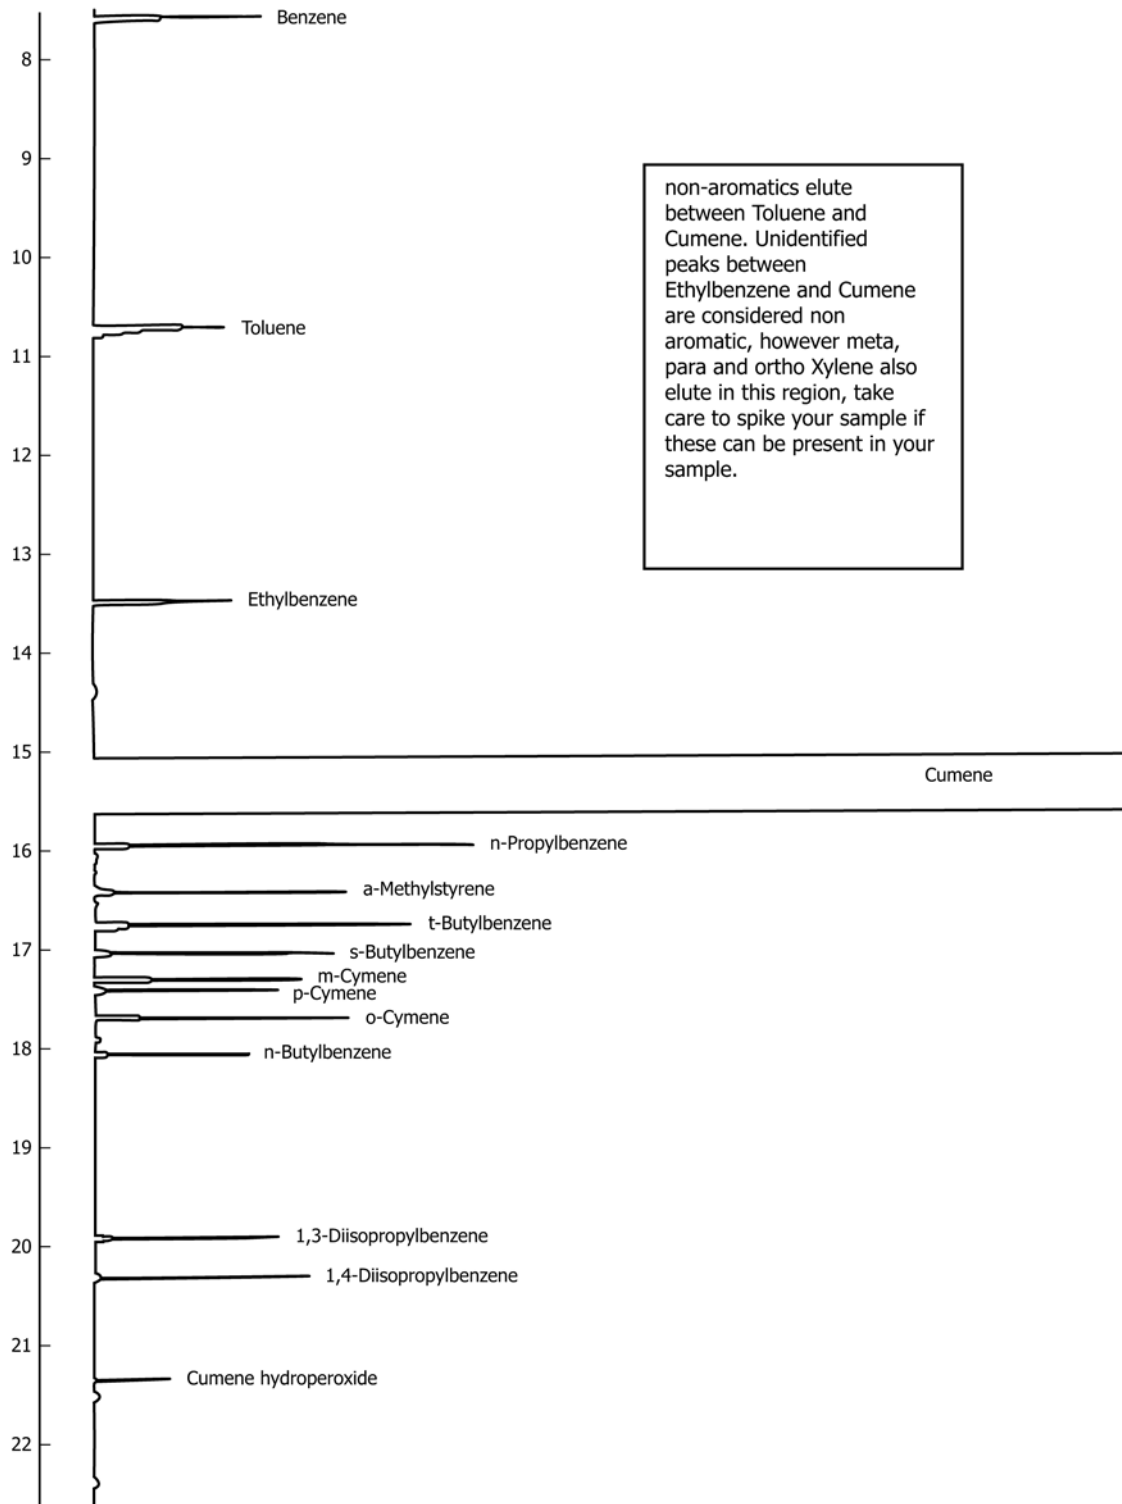 Benzene
8
9
non-aromatics elute
between Toluene and
Cumene. Unidentified
peaks between
Ethylbenzene and Cumene
are considered non
aromatic, however meta,
para and ortho Xylene also
elute in this region, take
care to spike your sample if
these can be present in your
sample.
10
Toluene
11
12
13
Ethylbenzene
14
15
Cumene
16
n-Propylbenzene
a-Methylstyrene
t-Butylbenzene
17
s-Butylbenzene
m-Cymene
p-Cymene
o-Cymene
18
n-Butylbenzene
19
1,3-Diisopropylbenzene
20
1,4-Diisopropylbenzene
21
Cumene hydroperoxide
22